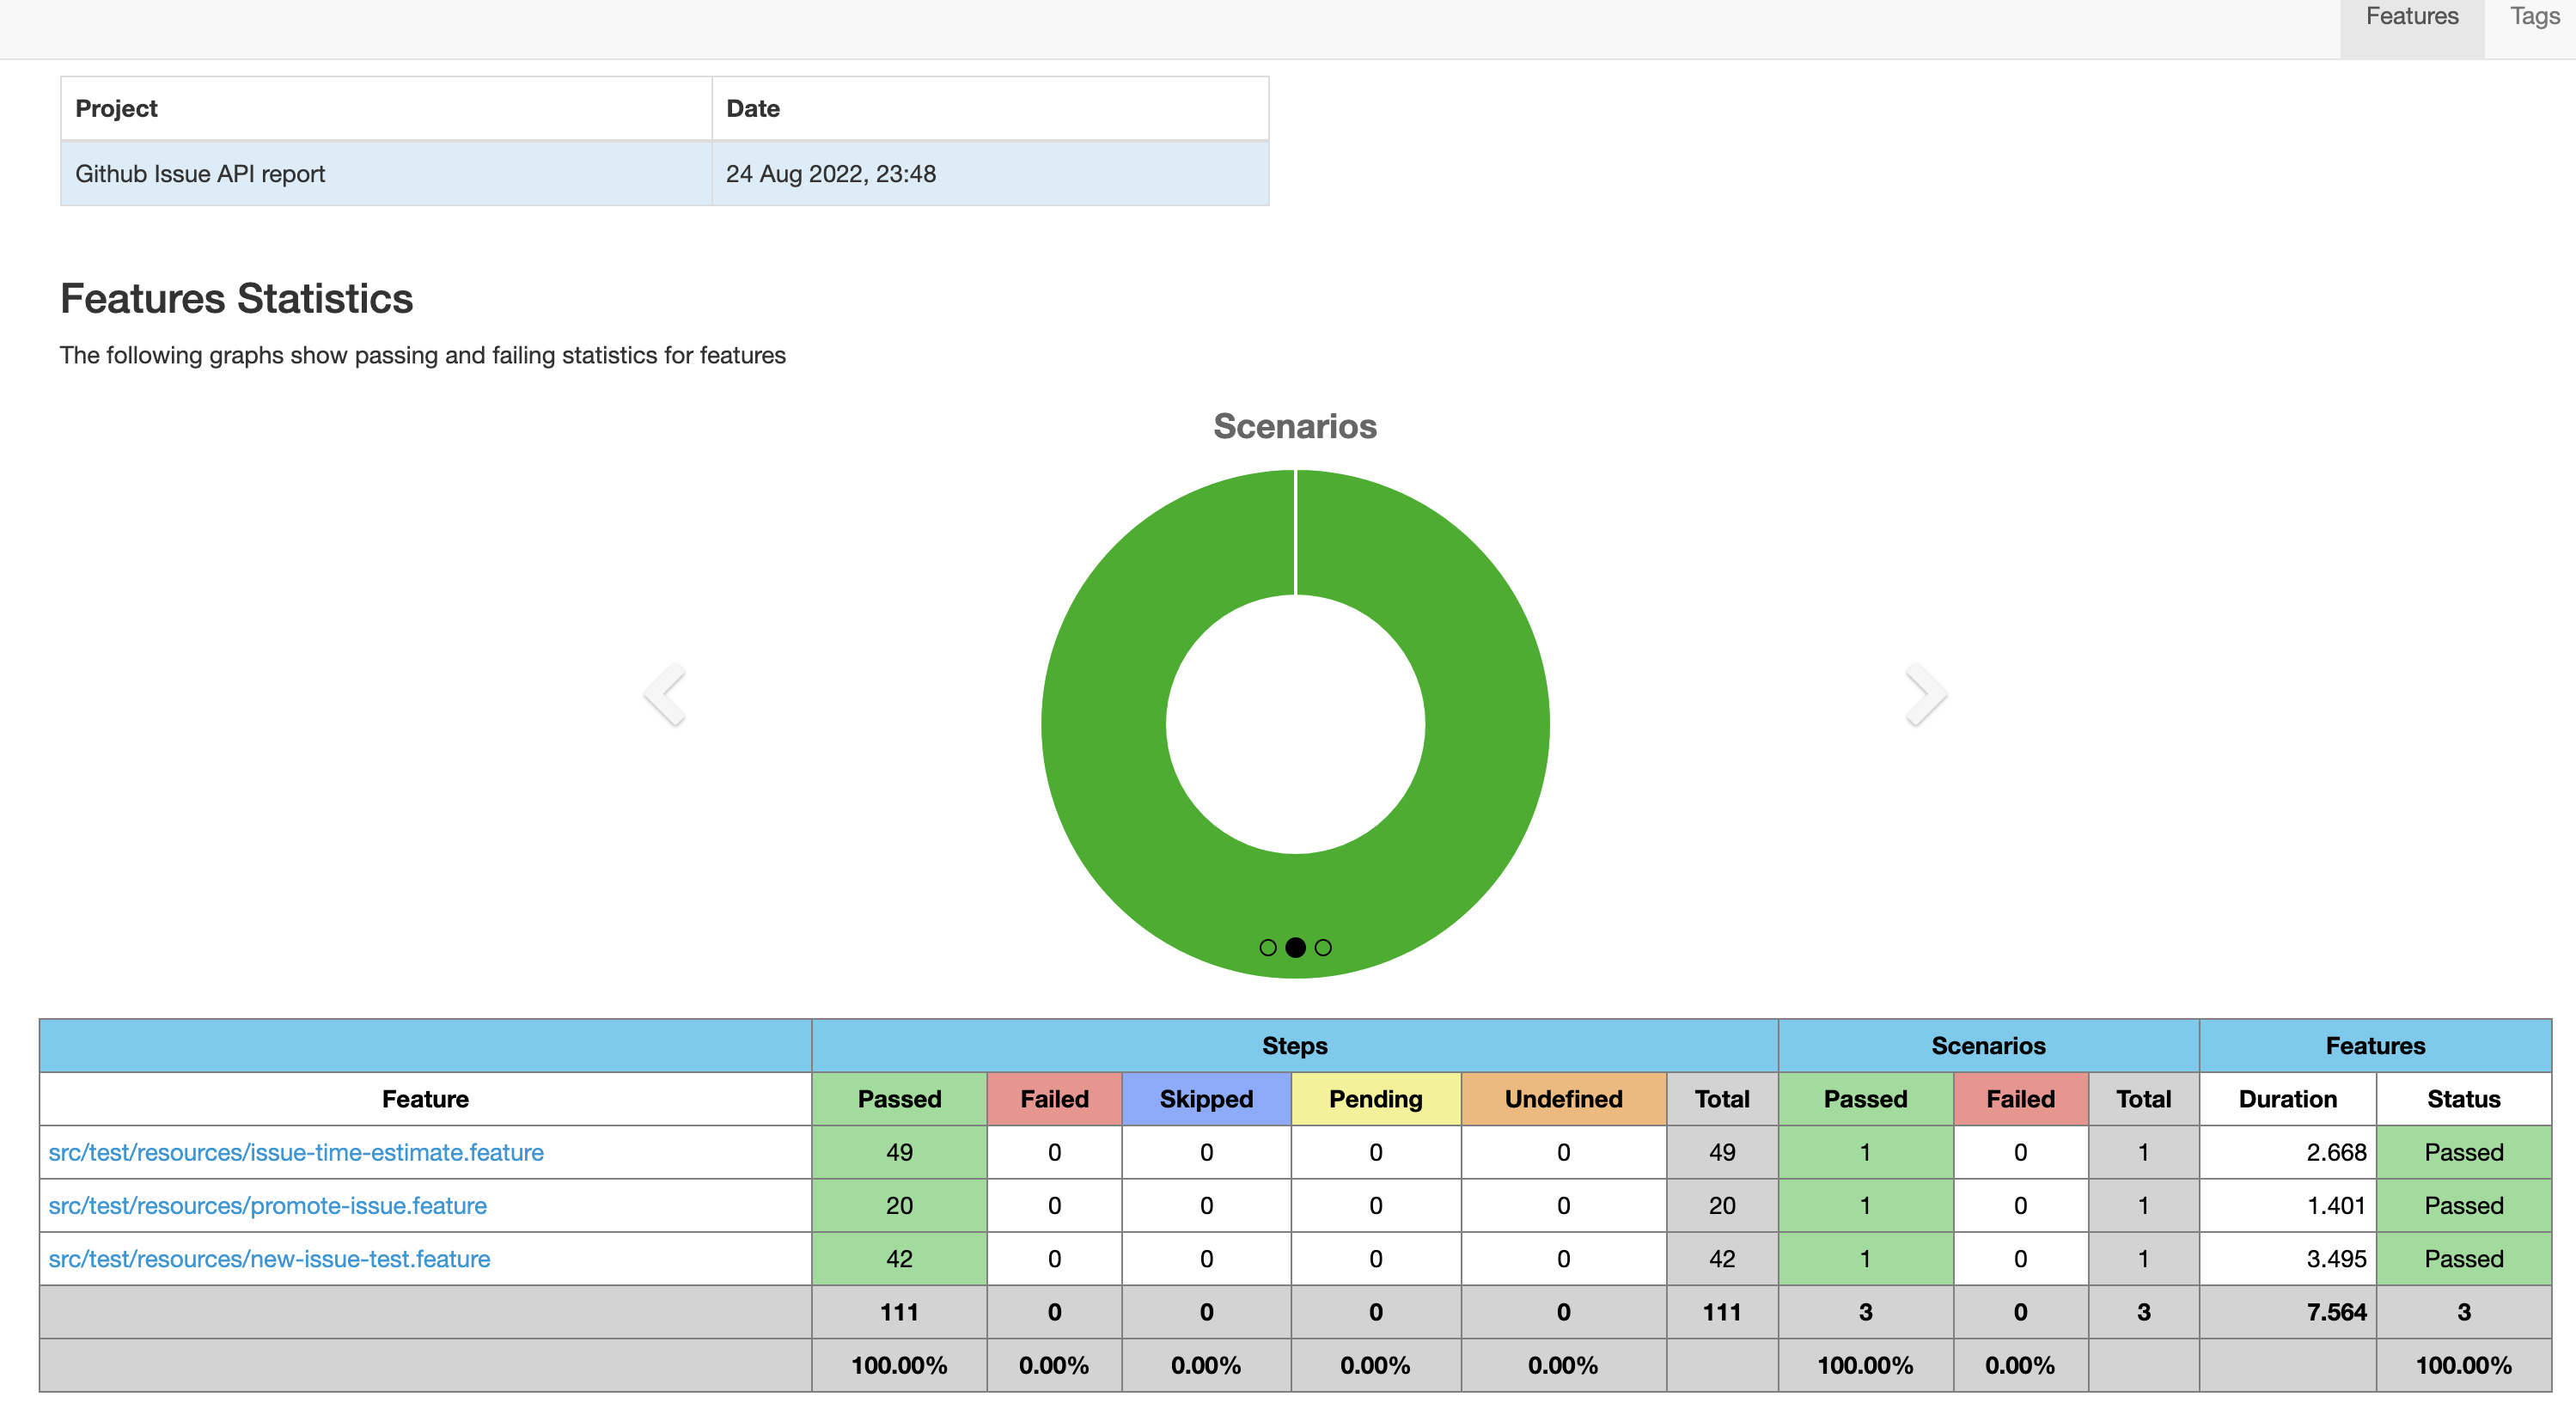 Features Tags
Project Date
Github Issue API report 24 Aug 2022, 23:48
Features Statistics
The following graphs show passing and failing statistics for features
Scenarios
Steps Scenarios Features
Feature Passed Failed Skipped Pending Undefined Total Passed Failed Total Duration Status
src/test/resources/issue-time-estimate.feature 49 0 0 0 0 49 1 0 1 2.668 Passed
src/test/resources/promote-issue.feature 20 0 0 0 0 20 1 0 1 1.401 Passed
src/test/resources/new-issue-test.feature 42 0 0 0 0 42 1 0 1 3.495 Passed
111 0 0 0 0 111 3 0 3 7.564 3
100.00% 0.00% 0.00% 0.00% 0.00% 100.00% 0.00% 100.00%